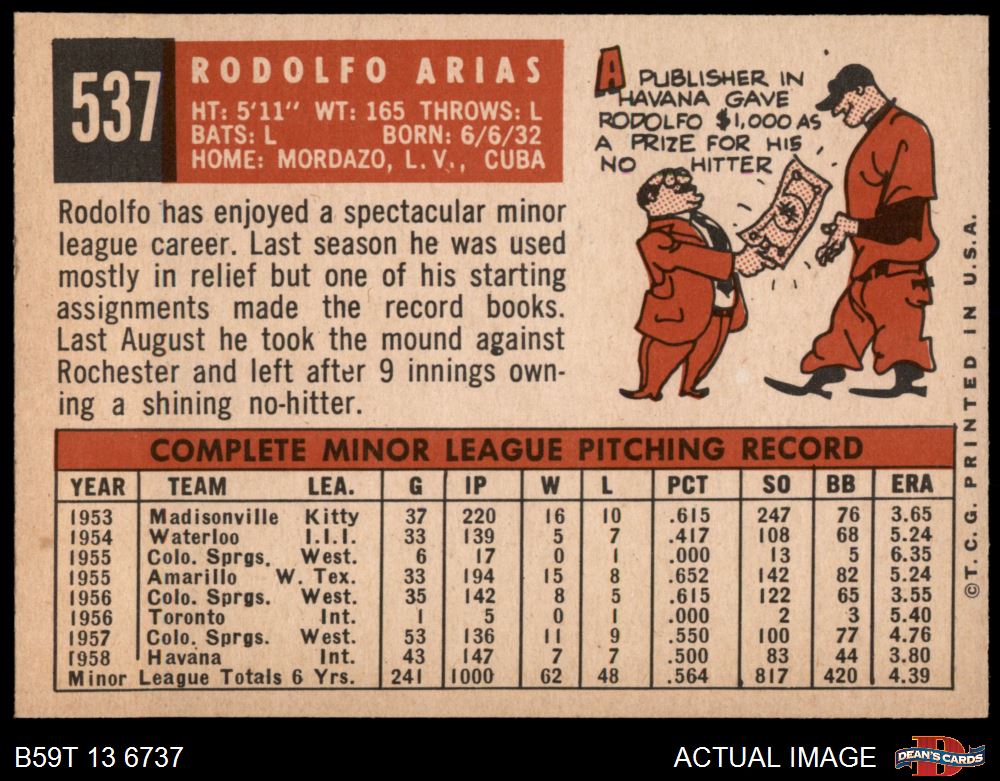 537
RODOLFO ARIAS
HT: 5'11" WT: 165 THROWS: L
BATS: L BORN: 6/6/32
HOME: MORDAZO, L. V., CUBA
A PUBLISHER IN
HAVANA GAVE
RODOLFO $1,000 AS
A PRIZE FOR HIS
NO HITTER
Rodolfo has enjoyed a spectacular minor
league career. Last season he was used
mostly in relief but one of his starting
assignments made the record books.
Last August he took the mound against
Rochester and left after 9 innings own-
ing a shining no-hitter.
COMPLETE MINOR LEAGUE PITCHING RECORD
YEAR TEAM LEA. G IP W L PCT SO BB ERA
1953 Madisonville Kitty 37 220 16 10 .615 247 76 3.65
1954 Waterloo I.I.I. 33 139 5 7 .417 108 68 5.24
1955 Colo. Sprgs. West. 6 17 0 1 .000 13 5 6.35
1955 Amarillo W. Tex. 33 194 15 8 .652 142 82 5.24
1956 Colo. Sprgs. West. 35 142 8 5 .615 122 65 3.55
1956 Toronto Int. 1 5 0 1 .000 2 3 5.40
1957 Colo. Sprgs. West. 53 136 11 9 .550 100 77 4.76
1958 Havana Int. 43 147 7 7 .500 83 44 3.80
Minor League Totals 6 Yrs. 241 1000 62 48 .564 817 420 4.39
© T. C. G. PRINTED IN U.S.A.
B59T 13 6737
ACTUAL IMAGE
DEAN'S CARDS